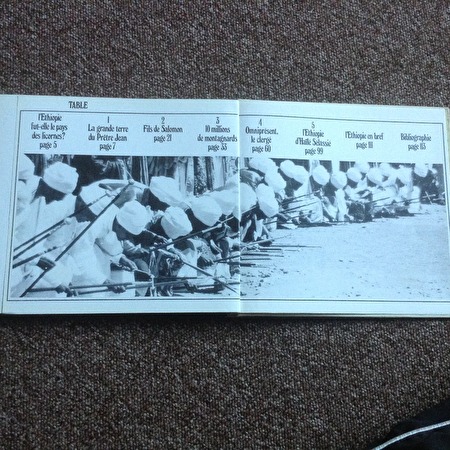 TABLE
l'Ethiopie
fut-elle le pays
des licornes?
page 5
1
La grande terre
du Prêtre Jean
page 7
2
Fils de Salomon
page 21
3
10 millions
de montagnards
page 35
4
Omniprésent,
le clergé
page 60
5
l'Ethiopie
d'Haïlé Selassié
page 99
l'Ethiopie en bref
page 111
Bibliographie
page 113